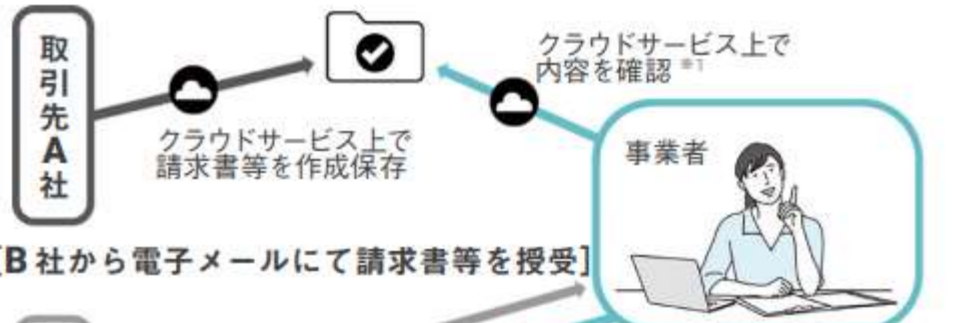 取引先A社
クラウドサービス上で
請求書等を作成保存
クラウドサービス上で
内容を確認 *1
事業者
[B社から電子メールにて請求書等を授受]